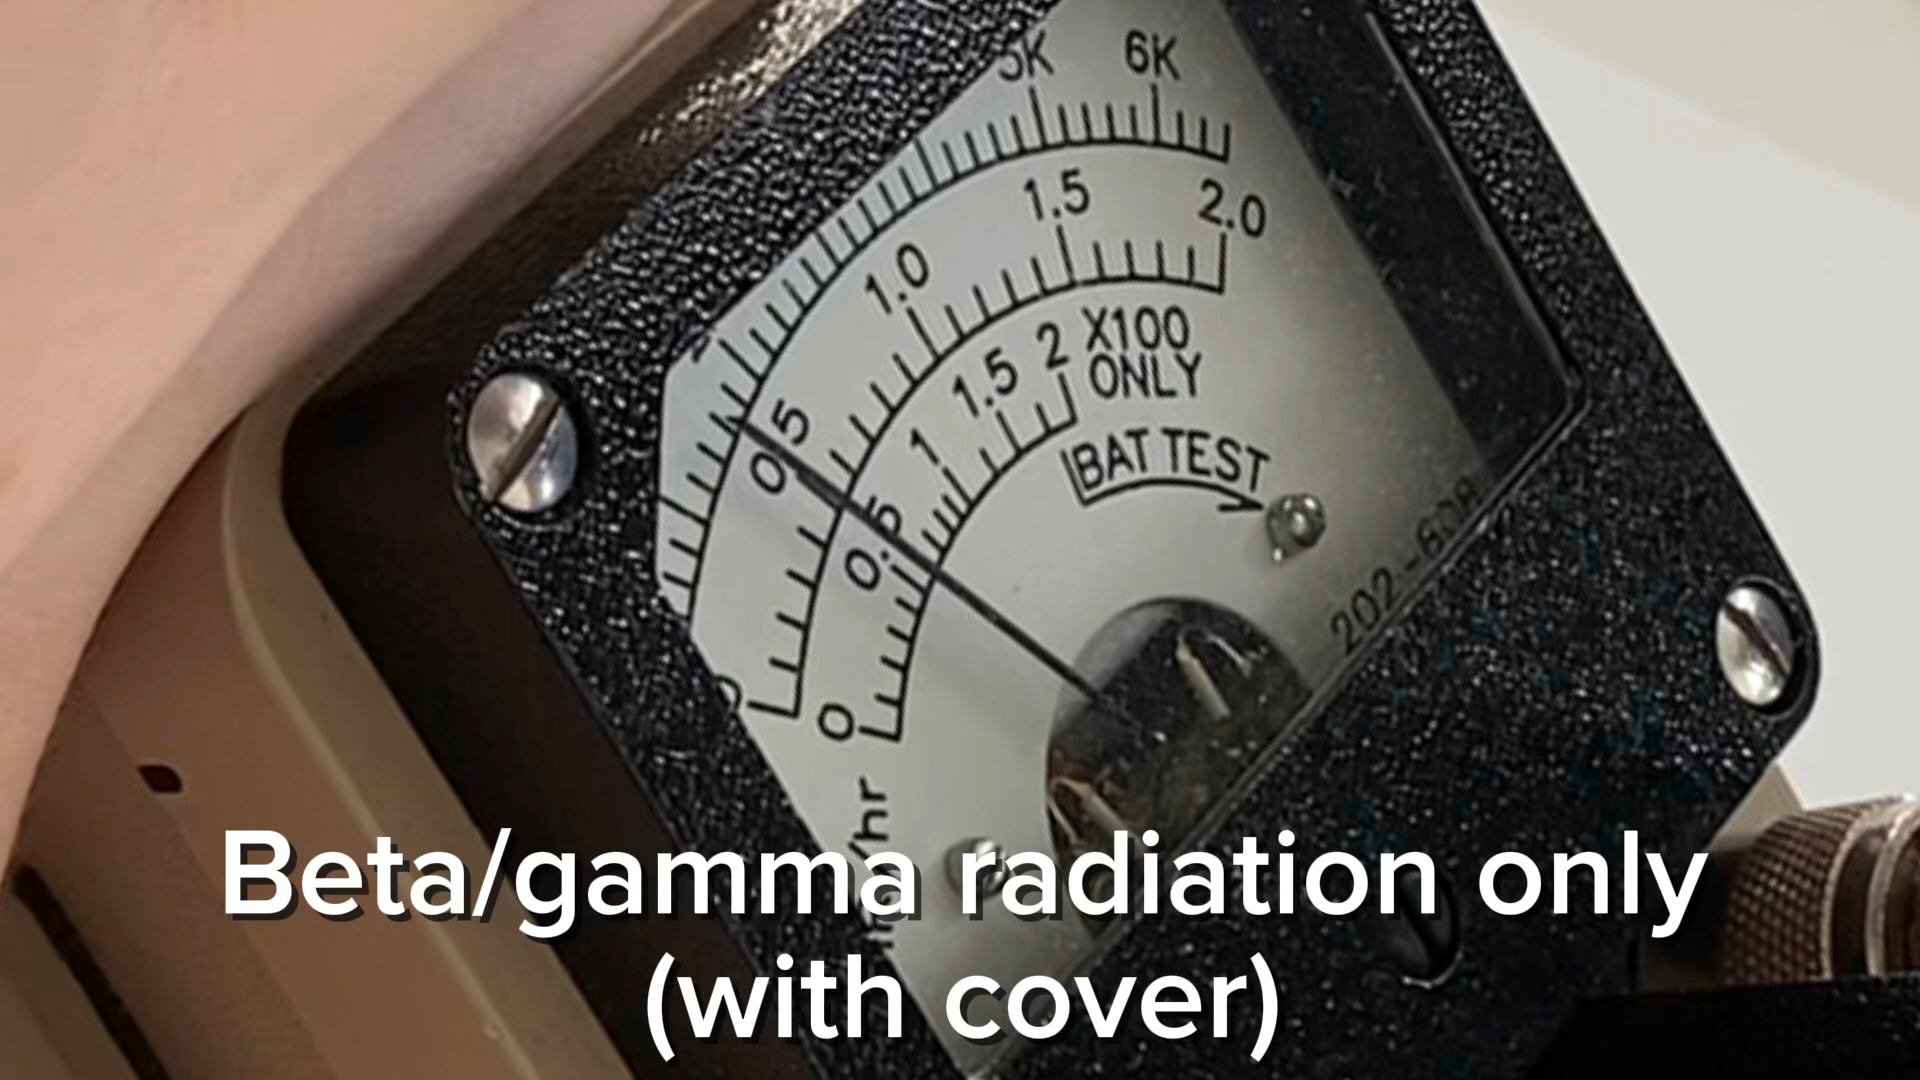 5K 6K
0.5 1.0 1.5 2.0
0 0.5 1 1.5 2 X100
ONLY
BAT TEST
202-608
/hr
Beta/gamma radiation only
(with cover)